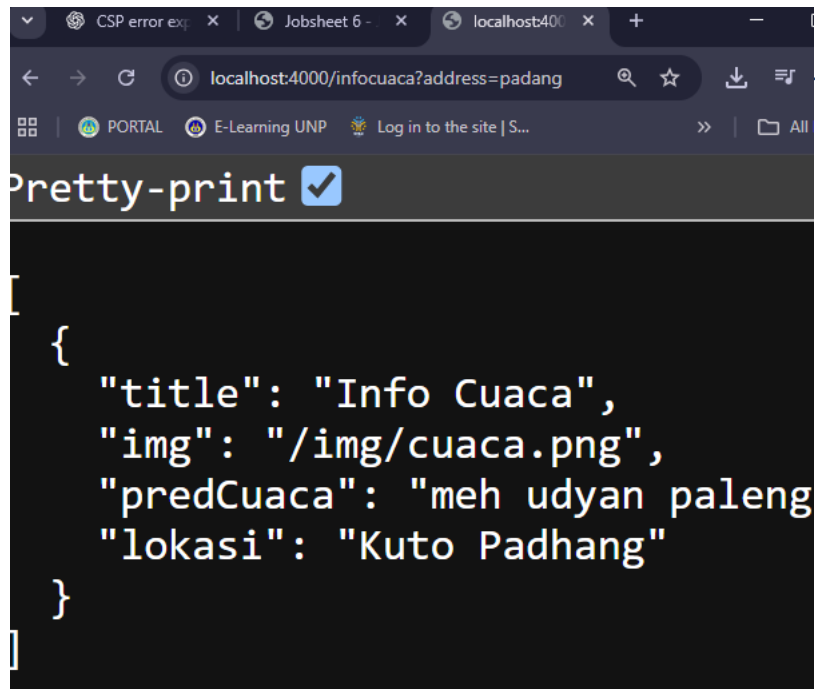 CSP error exp
Jobsheet 6 -
localhost:400
localhost:4000/infocuaca?address=padang
PORTAL
E-Learning UNP
Log in to the site | S...
»
All
Pretty-print
[
{
"title": "Info Cuaca",
"img": "/img/cuaca.png",
"predCuaca": "meh udyan paleng
"lokasi": "Kuto Padhang"
}
]